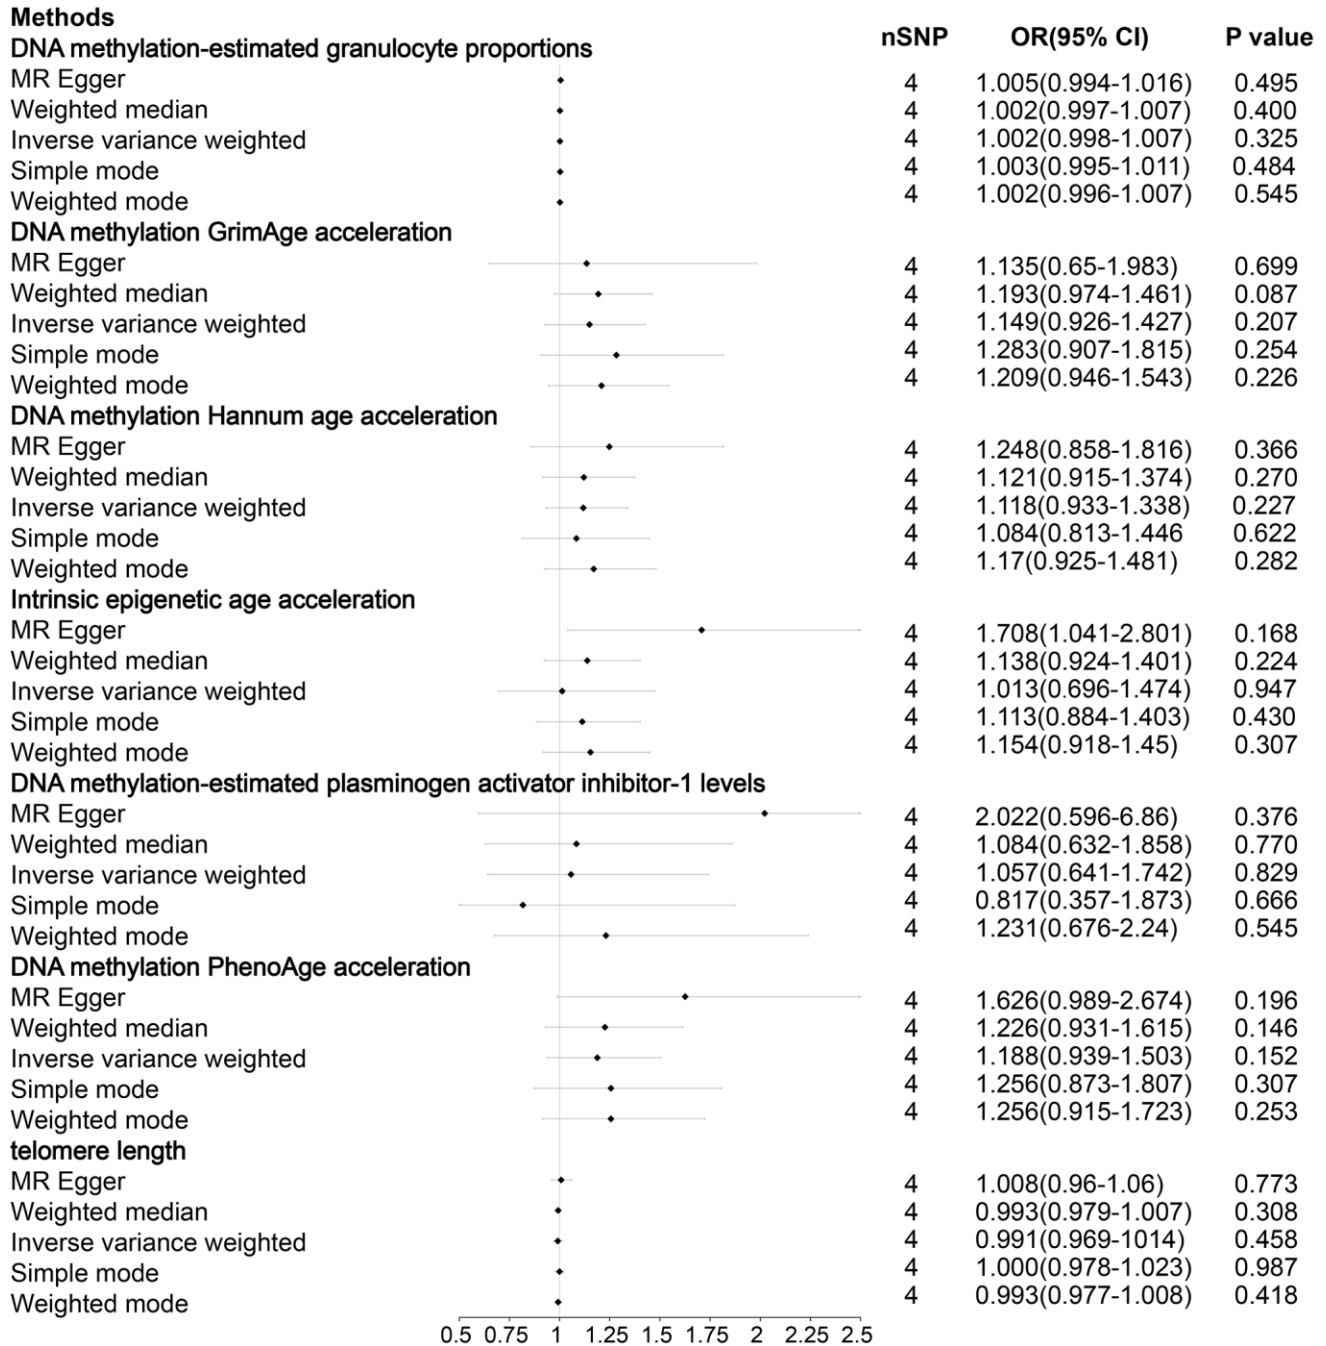 Methods nSNP OR(95% CI) P value
DNA methylation-estimated granulocyte proportions
MR Egger 4 1.005(0.994-1.016) 0.495
Weighted median 4 1.002(0.997-1.007) 0.400
Inverse variance weighted 4 1.002(0.998-1.007) 0.325
Simple mode 4 1.003(0.995-1.011) 0.484
Weighted mode 4 1.002(0.996-1.007) 0.545
DNA methylation GrimAge acceleration
MR Egger 4 1.135(0.65-1.983) 0.699
Weighted median 4 1.193(0.974-1.461) 0.087
Inverse variance weighted 4 1.149(0.926-1.427) 0.207
Simple mode 4 1.283(0.907-1.815) 0.254
Weighted mode 4 1.209(0.946-1.543) 0.226
DNA methylation Hannum age acceleration
MR Egger 4 1.248(0.858-1.816) 0.366
Weighted median 4 1.121(0.915-1.374) 0.270
Inverse variance weighted 4 1.118(0.933-1.338) 0.227
Simple mode 4 1.084(0.813-1.446 0.622
Weighted mode 4 1.17(0.925-1.481) 0.282
Intrinsic epigenetic age acceleration
MR Egger 4 1.708(1.041-2.801) 0.168
Weighted median 4 1.138(0.924-1.401) 0.224
Inverse variance weighted 4 1.013(0.696-1.474) 0.947
Simple mode 4 1.113(0.884-1.403) 0.430
Weighted mode 4 1.154(0.918-1.45) 0.307
DNA methylation-estimated plasminogen activator inhibitor-1 levels
MR Egger 4 2.022(0.596-6.86) 0.376
Weighted median 4 1.084(0.632-1.858) 0.770
Inverse variance weighted 4 1.057(0.641-1.742) 0.829
Simple mode 4 0.817(0.357-1.873) 0.666
Weighted mode 4 1.231(0.676-2.24) 0.545
DNA methylation PhenoAge acceleration
MR Egger 4 1.626(0.989-2.674) 0.196
Weighted median 4 1.226(0.931-1.615) 0.146
Inverse variance weighted 4 1.188(0.939-1.503) 0.152
Simple mode 4 1.256(0.873-1.807) 0.307
Weighted mode 4 1.256(0.915-1.723) 0.253
telomere length
MR Egger 4 1.008(0.96-1.06) 0.773
Weighted median 4 0.993(0.979-1.007) 0.308
Inverse variance weighted 4 0.991(0.969-1014) 0.458
Simple mode 4 1.000(0.978-1.023) 0.987
Weighted mode 4 0.993(0.977-1.008) 0.418
0.5 0.75 1 1.25 1.5 1.75 2 2.25 2.5